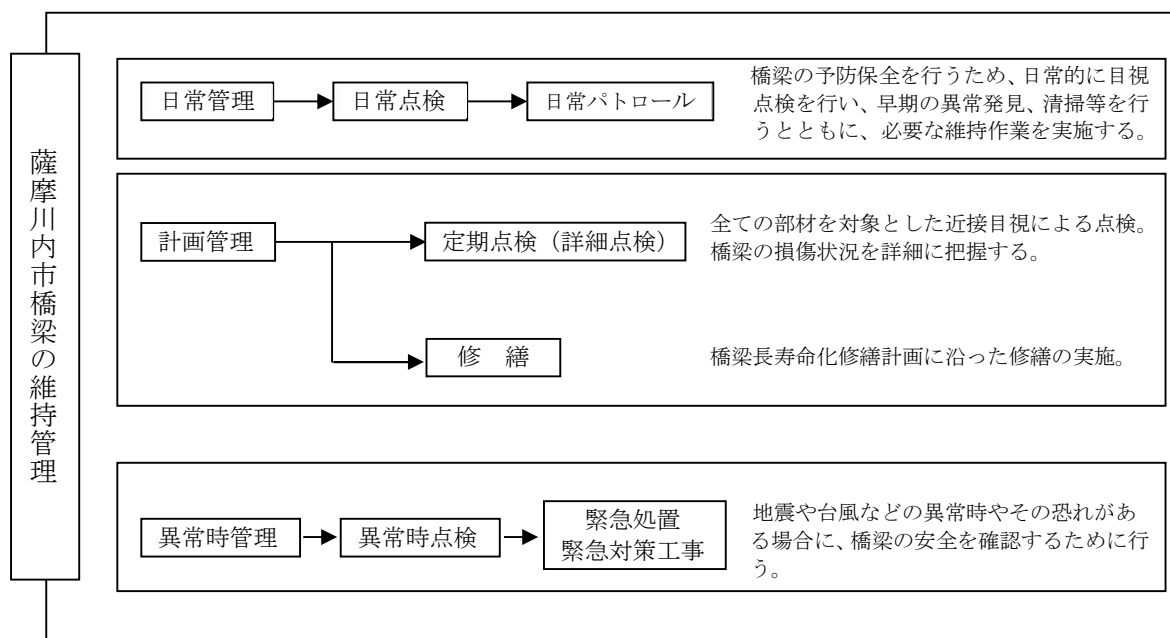 薩摩川内市橋梁の維持管理
日常管理
日常点検
日常パトロール
橋梁の予防保全を行うため、日常的に目視
点検を行い、早期の異常発見、清掃等を行
うとともに、必要な維持作業を実施する。
計画管理
定期点検（詳細点検）
全ての部材を対象とした近接目視による点検。
橋梁の損傷状況を詳細に把握する。
修　繕
橋梁長寿命化修繕計画に沿った修繕の実施。
異常時管理
異常時点検
緊急処置
緊急対策工事
地震や台風などの異常時やその恐れがあ
る場合に、橋梁の安全を確認するために行
う。